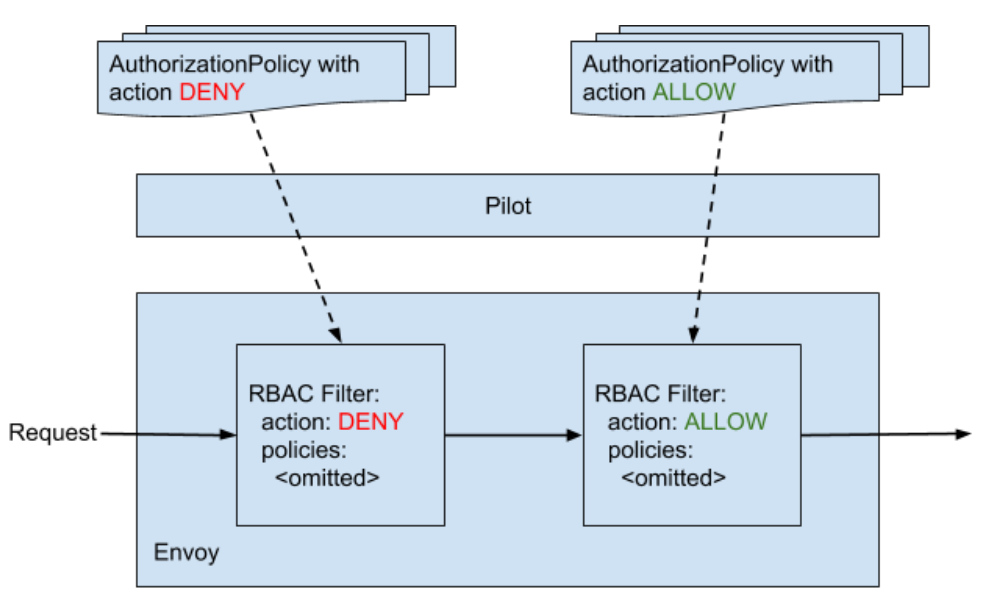 AuthorizationPolicy with
action DENY
AuthorizationPolicy with
action ALLOW
Pilot
Request
RBAC Filter:
action: DENY
policies:
<omitted>
RBAC Filter:
action: ALLOW
policies:
<omitted>
Envoy